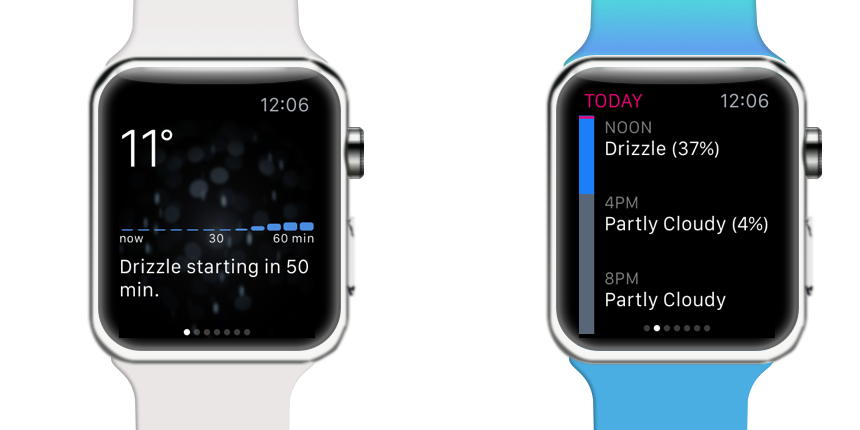 12:06
11°
now 30 60 min
Drizzle starting in 50
min.
TODAY 12:06
NOON
Drizzle (37%)
4PM
Partly Cloudy (4%)
8PM
Partly Cloudy